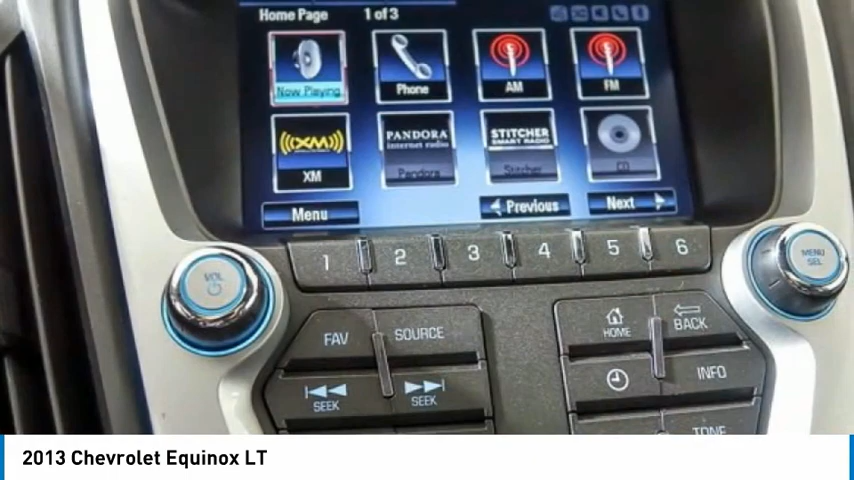 Home Page 1 of 3
Now Playing Phone AM FM
((XM)) PANDORA internet radio STITCHER SMART RADIO
XM Pandora Stitcher CD
Menu Previous Next
1 2 3 4 5 6
VOL
MENU SEL
FAV SOURCE
HOME BACK
SEEK SEEK
INFO
TONE
2013 Chevrolet Equinox LT